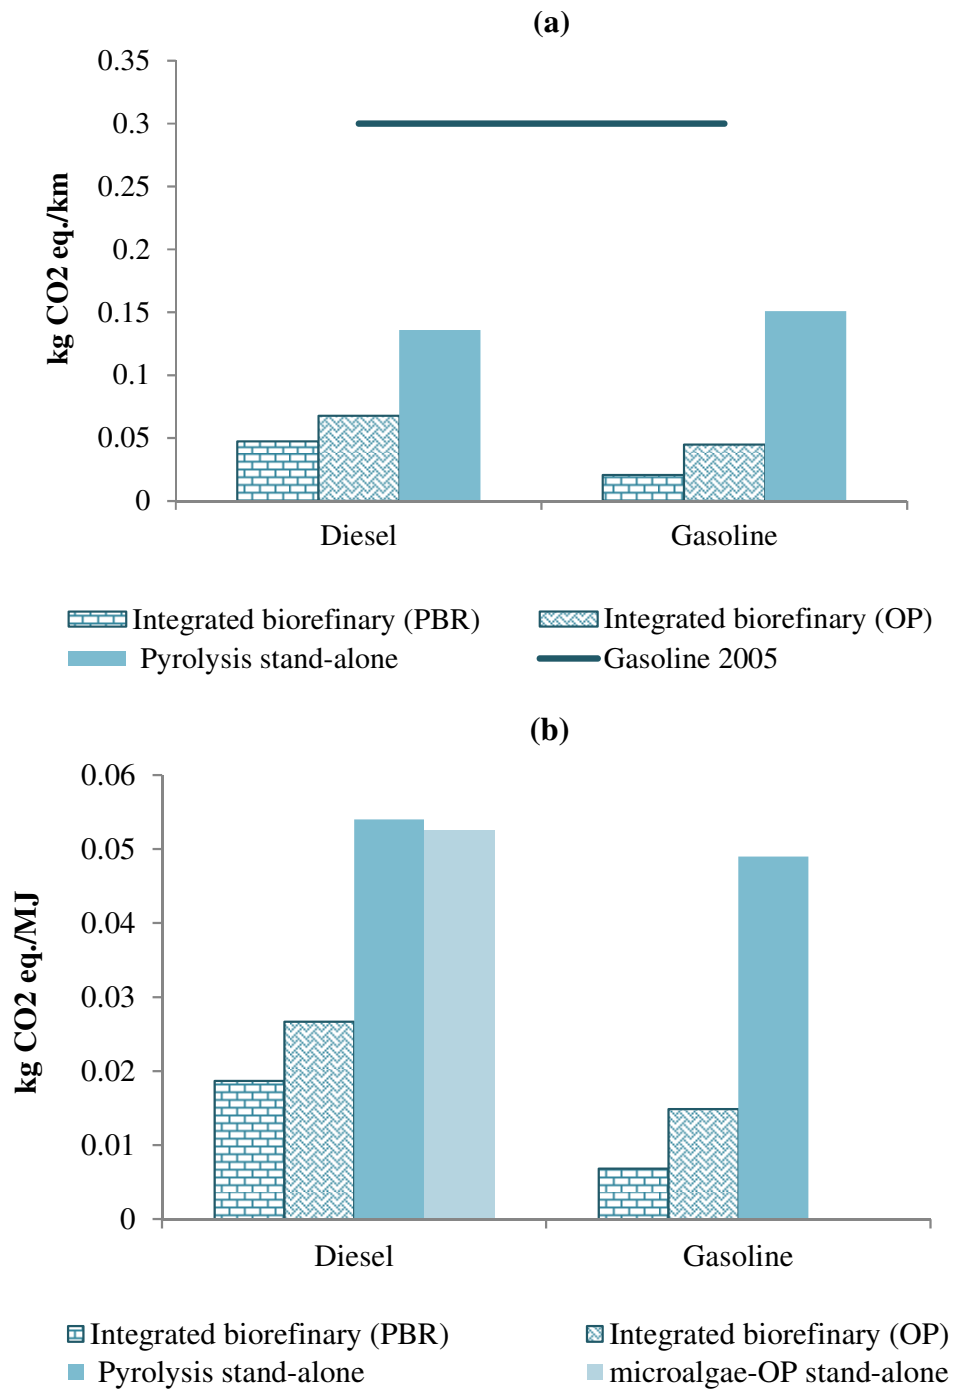 (a)
0.35
0.3
0.25
0.2
0.15
0.1
0.05
0
kg CO2 eq./km
Diesel Gasoline
Integrated biorefinary (PBR) Integrated biorefinary (OP)
Pyrolysis stand-alone Gasoline 2005
(b)
0.06
0.05
0.04
0.03
0.02
0.01
0
kg CO2 eq./MJ
Diesel Gasoline
Integrated biorefinary (PBR) Integrated biorefinary (OP)
Pyrolysis stand-alone microalgae-OP stand-alone